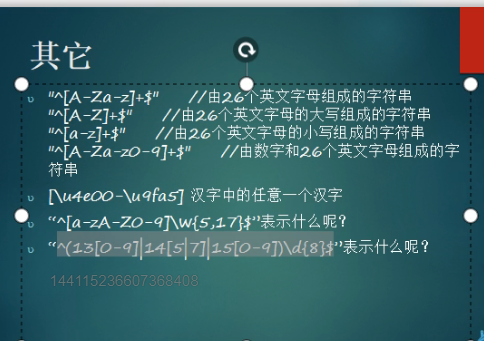 其它
"^[A-Za-z]+$" //由26个英文字母组成的字符串
"^[A-Z]+$" //由26个英文字母的大写组成的字符串
"^[a-z]+$" //由26个英文字母的小写组成的字符串
"^[A-Za-z0-9]+$" //由数字和26个英文字母组成的字
符串
[\u4e00-\u9fa5] 汉字中的任意一个汉字
“^[a-zA-Z0-9]\w{5,17}$”表示什么呢？
“^(13[0-9]|14[5|7]|15[0-9])\d{8}$”表示什么呢？
144115236607368408